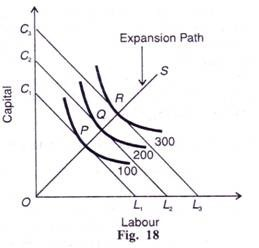 C₃
Expansion Path
C₂
S
C₁
R
Q
P
Capital
300
200
100
O
L₁ L₂ L₃
Labour
Fig. 18